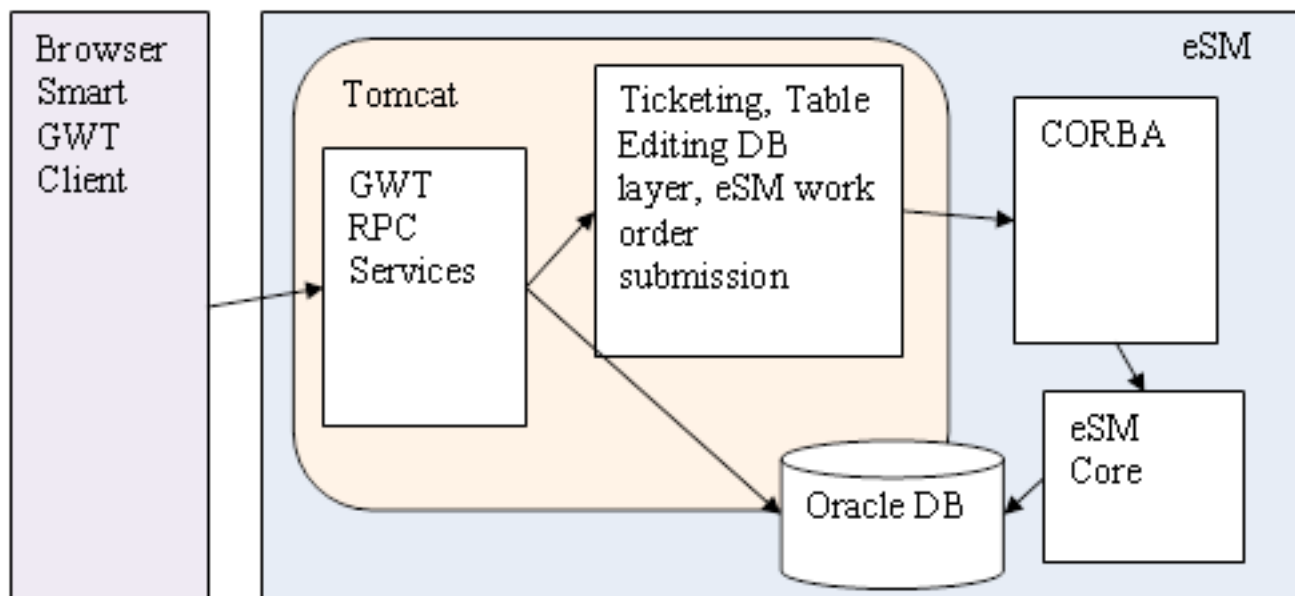 Browser
Smart
GWT
Client
eSM
Tomcat
GWT
RPC
Services
Ticketing, Table
Editing DB
layer, eSM work
order
submission
CORBA
eSM
Core
Oracle DB